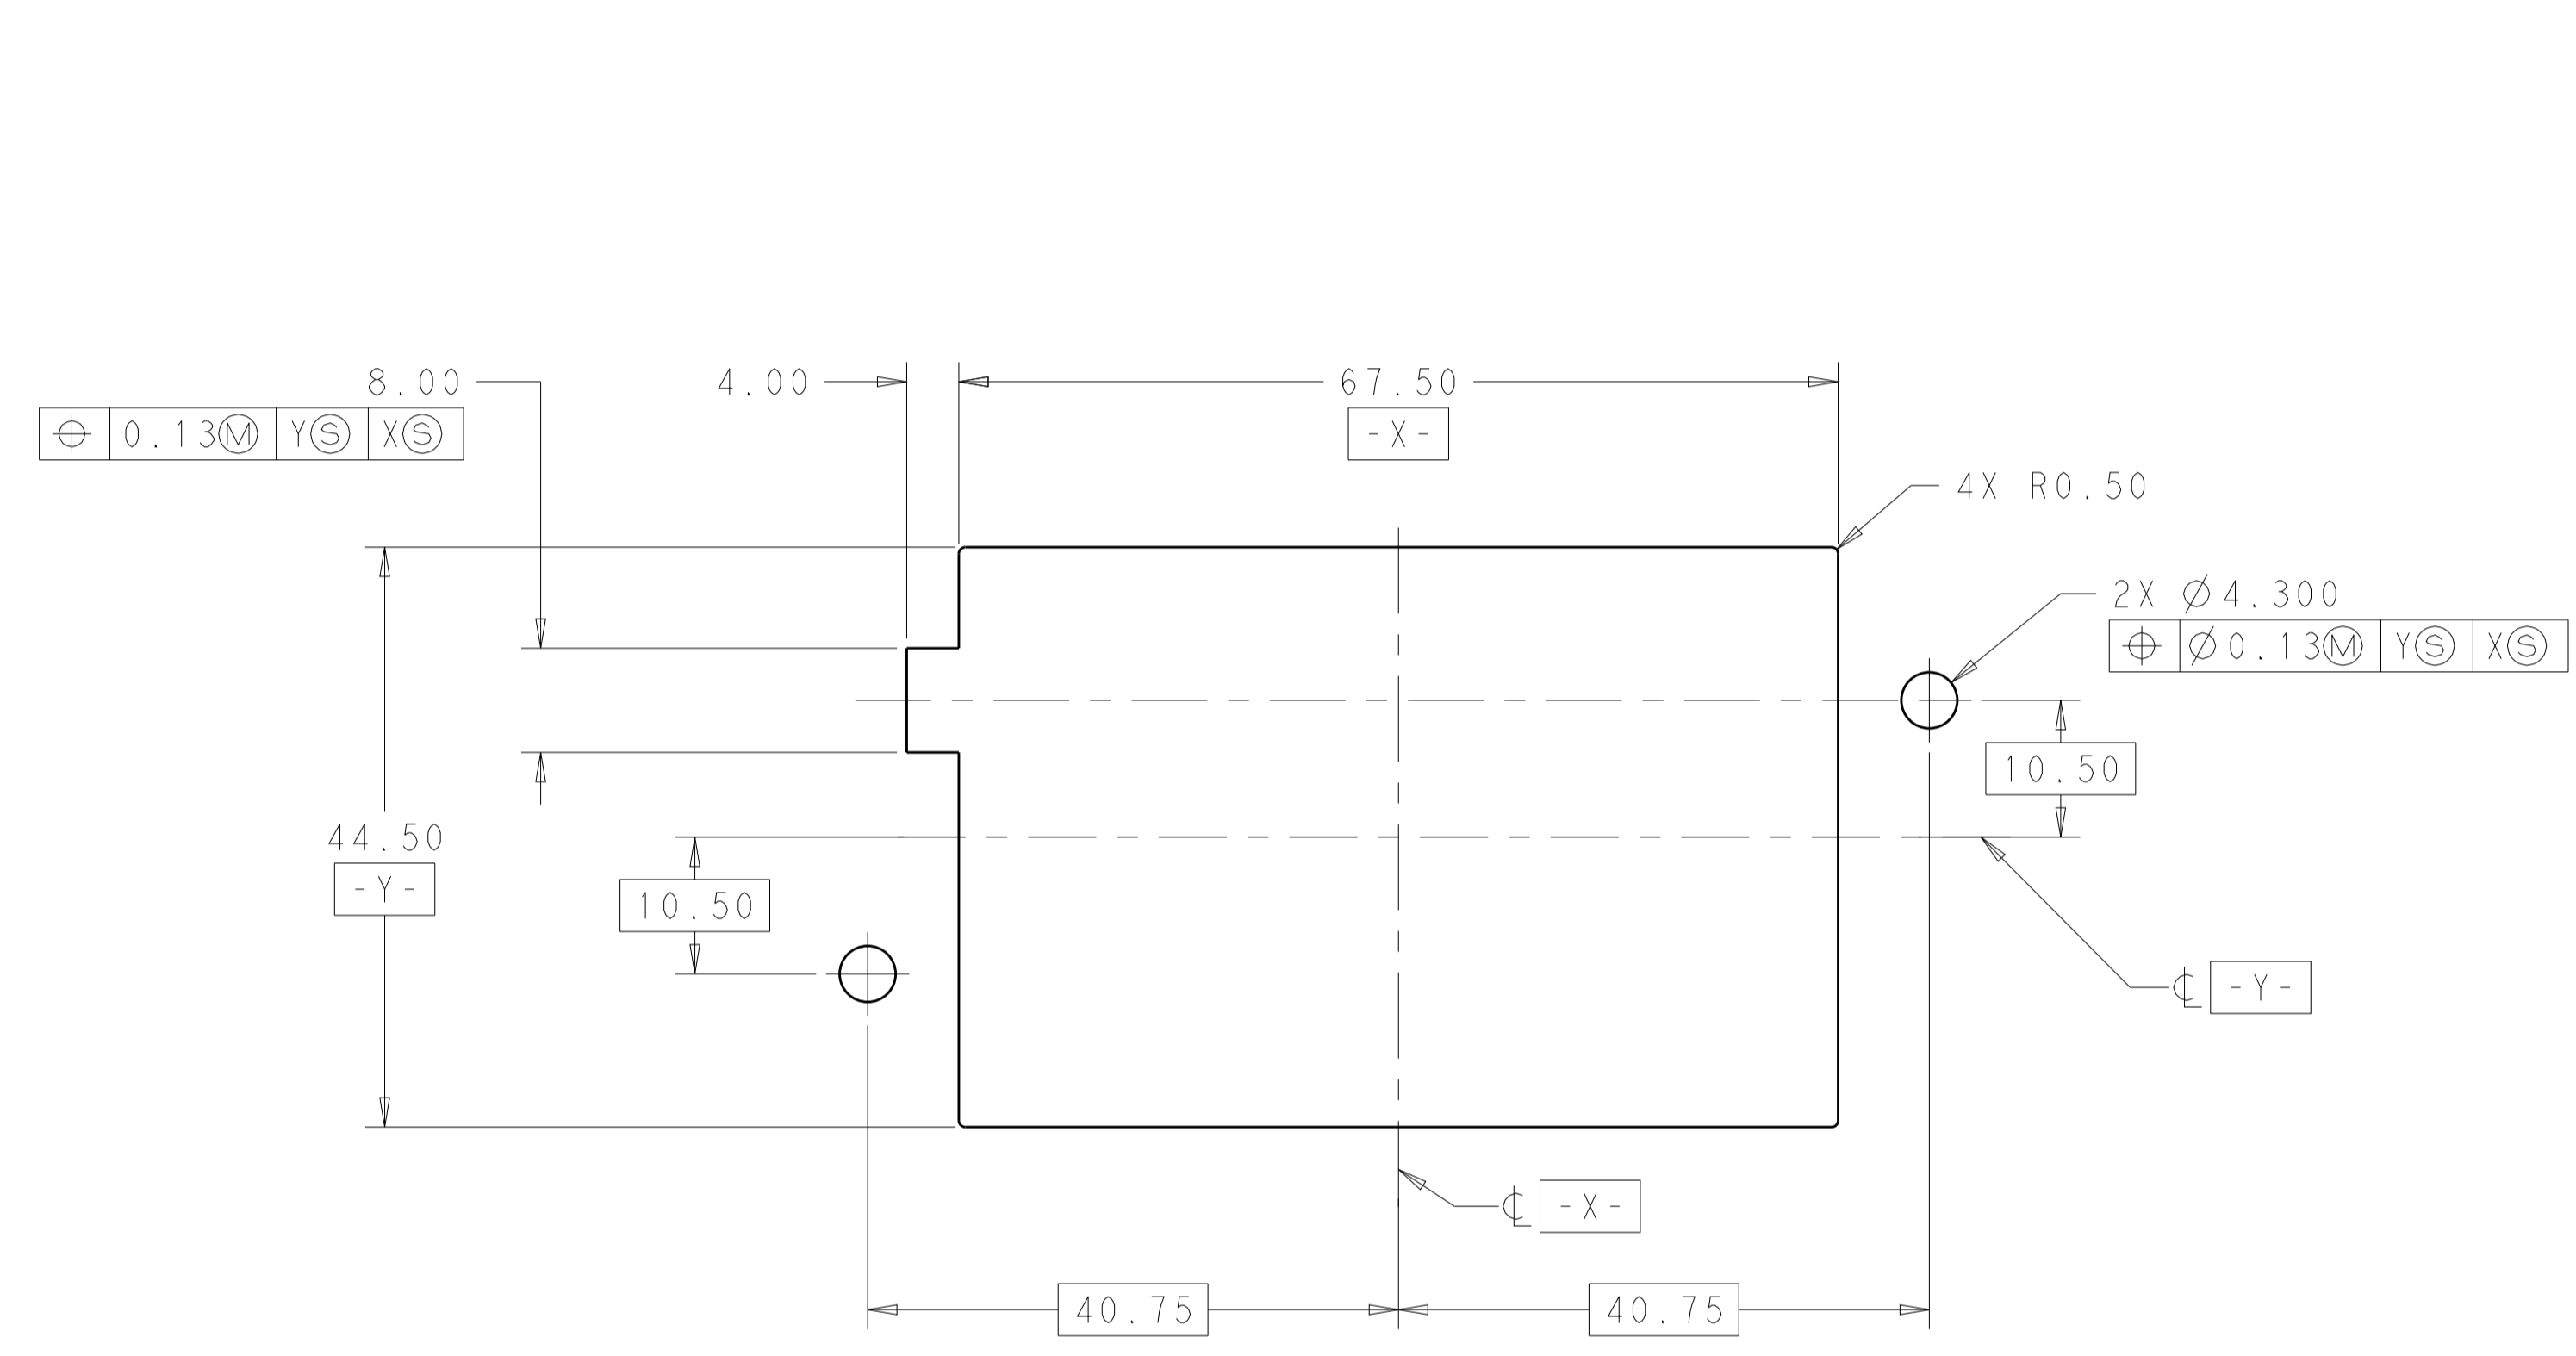 8.00
⌖ 0.13Ⓜ YⓈ XⓈ
4.00
67.50
-X-
4X R0.50
2X ⌀4.300
⌖ ⌀0.13Ⓜ YⓈ XⓈ
10.50
44.50
-Y-
10.50
℄ -Y-
℄ -X-
40.75
40.75